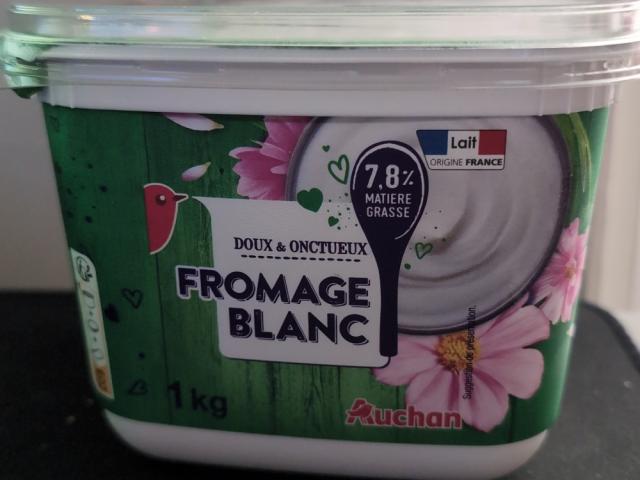 Lait
ORIGINE FRANCE
7,8%
MATIERE
GRASSE
DOUX & ONCTUEUX
FROMAGE
BLANC
Suggestion de présentation.
1 kg
Auchan